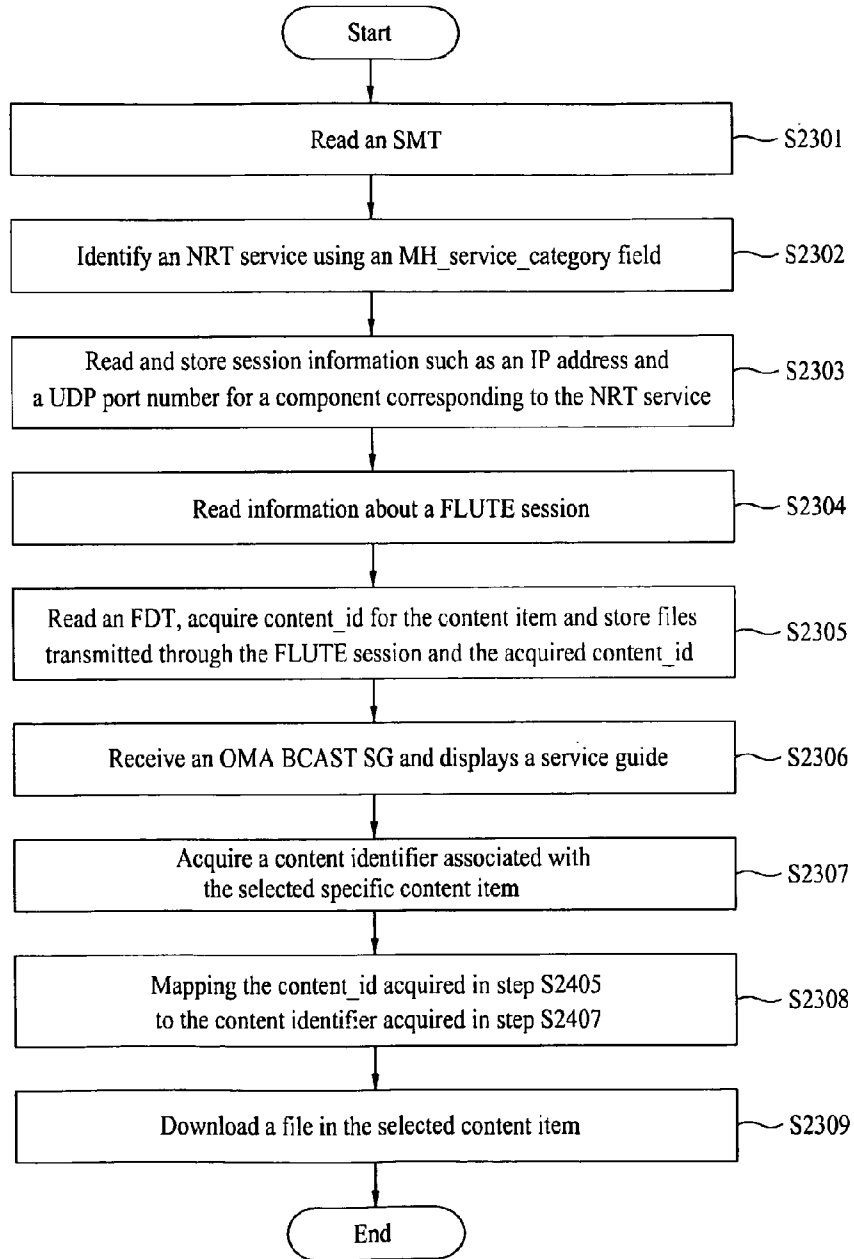 Start
Read an SMT
S2301
Identify an NRT service using an MH_service_category field
S2302
Read and store session information such as an IP address and
a UDP port number for a component corresponding to the NRT service
S2303
Read information about a FLUTE session
S2304
Read an FDT, acquire content_id for the content item and store files
transmitted through the FLUTE session and the acquired content_id
S2305
Receive an OMA BCAST SG and displays a service guide
S2306
Acquire a content identifier associated with
the selected specific content item
S2307
Mapping the content_id acquired in step S2405
to the content identifier acquired in step S2407
S2308
Download a file in the selected content item
S2309
End